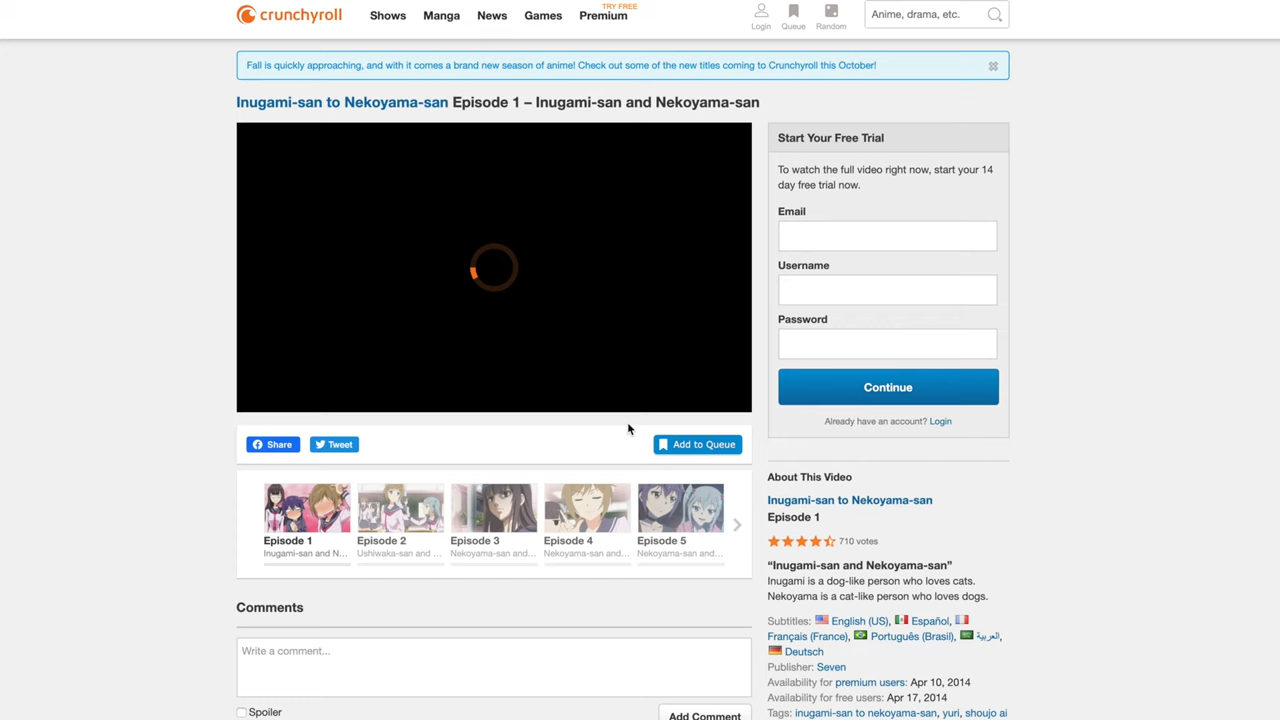 crunchyroll
Shows Manga News Games Premium
TRY FREE
Login Queue Random
Anime, drama, etc.
Fall is quickly approaching, and with it comes a brand new season of anime! Check out some of the new titles coming to Crunchyroll this October!
Inugami-san to Nekoyama-san Episode 1 – Inugami-san and Nekoyama-san
Share Tweet Add to Queue
Episode 1
Inugami-san and N...
Episode 2
Ushiwaka-san and ...
Episode 3
Nekoyama-san and...
Episode 4
Nekoyama-san and...
Episode 5
Nekoyama-san and...
Comments
Write a comment...
Spoiler
Add Comment
Start Your Free Trial
To watch the full video right now, start your 14
day free trial now.
Email
Username
Password
Continue
Already have an account? Login
About This Video
Inugami-san to Nekoyama-san
Episode 1
710 votes
“Inugami-san and Nekoyama-san”
Inugami is a dog-like person who loves cats.
Nekoyama is a cat-like person who loves dogs.
Subtitles: English (US), Español,
Français (France), Português (Brasil), العربية,
Deutsch
Publisher: Seven
Availability for premium users: Apr 10, 2014
Availability for free users: Apr 17, 2014
Tags: inugami-san to nekoyama-san, yuri, shoujo ai